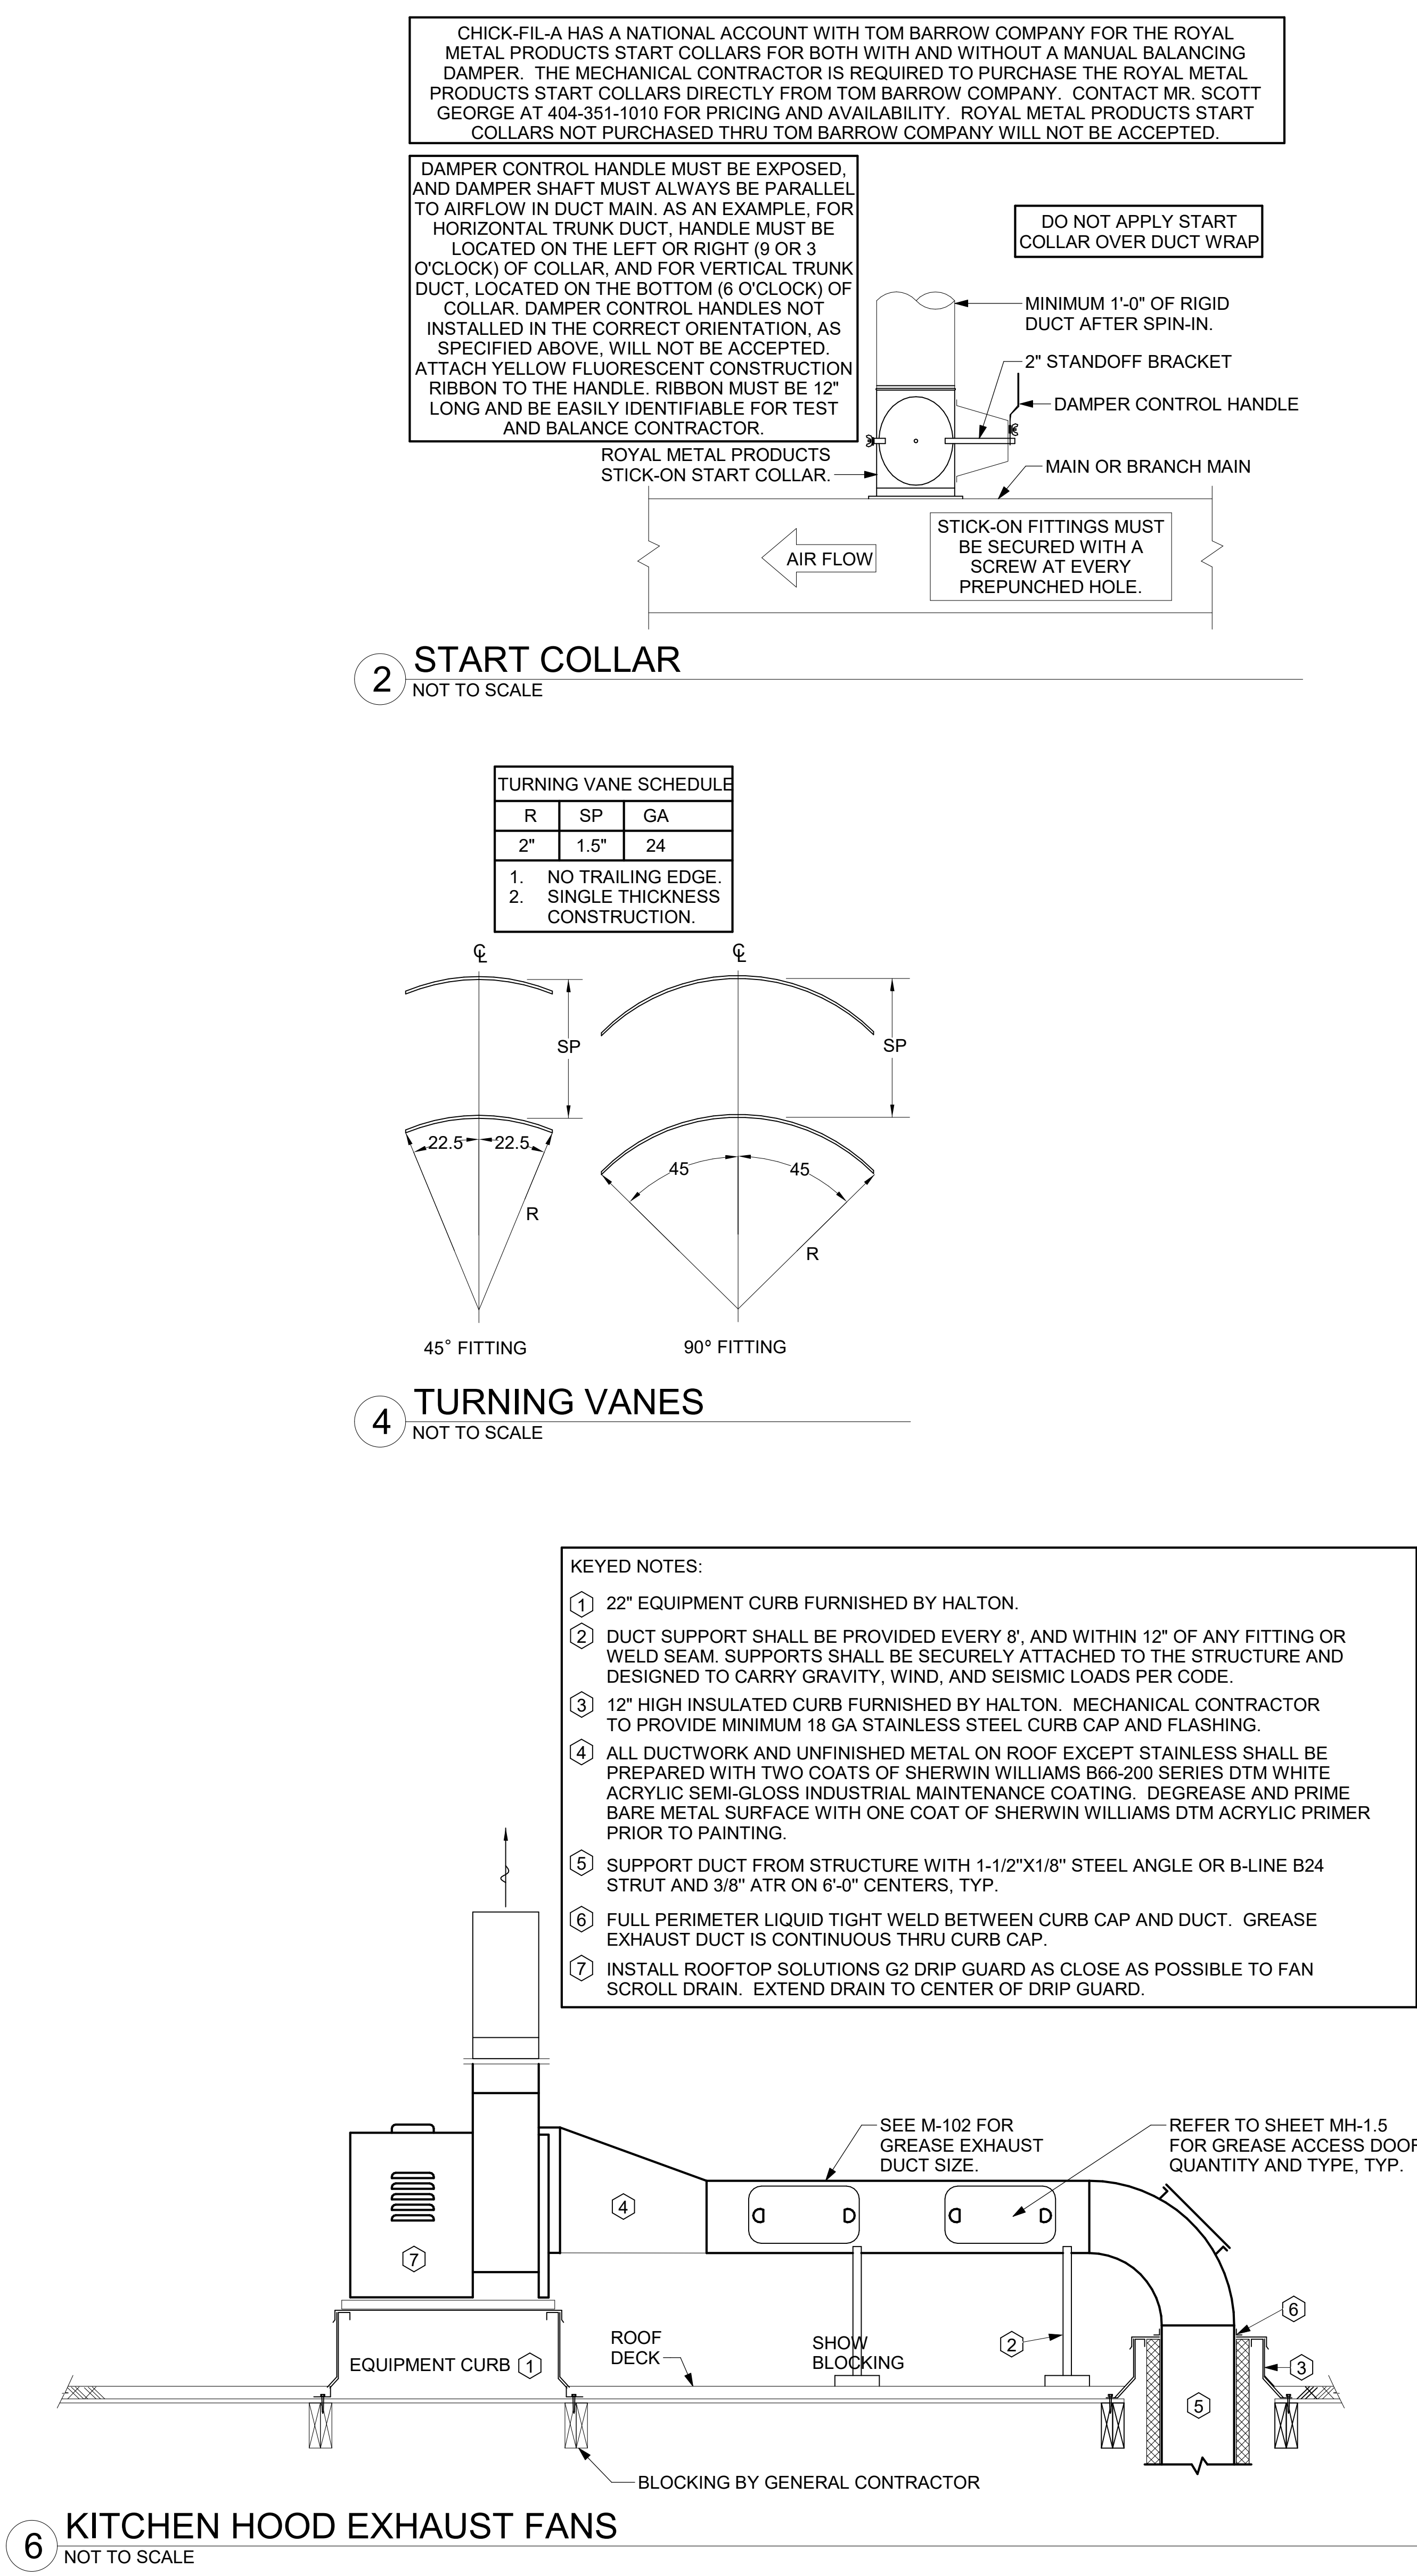 CHICK-FIL-A HAS A NATIONAL ACCOUNT WITH TOM BARROW COMPANY FOR THE ROYAL
METAL PRODUCTS START COLLARS FOR BOTH WITH AND WITHOUT A MANUAL BALANCING
DAMPER.  THE MECHANICAL CONTRACTOR IS REQUIRED TO PURCHASE THE ROYAL METAL
PRODUCTS START COLLARS DIRECTLY FROM TOM BARROW COMPANY.  CONTACT MR. SCOTT
GEORGE AT 404-351-1010 FOR PRICING AND AVAILABILITY.  ROYAL METAL PRODUCTS START
COLLARS NOT PURCHASED THRU TOM BARROW COMPANY WILL NOT BE ACCEPTED.
DAMPER CONTROL HANDLE MUST BE EXPOSED,
AND DAMPER SHAFT MUST ALWAYS BE PARALLEL
TO AIRFLOW IN DUCT MAIN. AS AN EXAMPLE, FOR
HORIZONTAL TRUNK DUCT, HANDLE MUST BE
LOCATED ON THE LEFT OR RIGHT (9 OR 3
O'CLOCK) OF COLLAR, AND FOR VERTICAL TRUNK
DUCT, LOCATED ON THE BOTTOM (6 O'CLOCK) OF
COLLAR. DAMPER CONTROL HANDLES NOT
INSTALLED IN THE CORRECT ORIENTATION, AS
SPECIFIED ABOVE, WILL NOT BE ACCEPTED.
ATTACH YELLOW FLUORESCENT CONSTRUCTION
RIBBON TO THE HANDLE. RIBBON MUST BE 12"
LONG AND BE EASILY IDENTIFIABLE FOR TEST
AND BALANCE CONTRACTOR.
DO NOT APPLY START
COLLAR OVER DUCT WRAP
MINIMUM 1'-0" OF RIGID
DUCT AFTER SPIN-IN.
2" STANDOFF BRACKET
DAMPER CONTROL HANDLE
ROYAL METAL PRODUCTS
STICK-ON START COLLAR.
MAIN OR BRANCH MAIN
AIR FLOW
STICK-ON FITTINGS MUST
BE SECURED WITH A
SCREW AT EVERY
PREPUNCHED HOLE.
2 START COLLAR
NOT TO SCALE
TURNING VANE SCHEDULE
R SP GA
2" 1.5" 24
1. NO TRAILING EDGE.
2. SINGLE THICKNESS
CONSTRUCTION.
℄ ℄
SP SP
22.5 22.5
45 45
R
R
45° FITTING 90° FITTING
4 TURNING VANES
NOT TO SCALE
KEYED NOTES:
1 22" EQUIPMENT CURB FURNISHED BY HALTON.
2 DUCT SUPPORT SHALL BE PROVIDED EVERY 8', AND WITHIN 12" OF ANY FITTING OR
WELD SEAM. SUPPORTS SHALL BE SECURELY ATTACHED TO THE STRUCTURE AND
DESIGNED TO CARRY GRAVITY, WIND, AND SEISMIC LOADS PER CODE.
3 12" HIGH INSULATED CURB FURNISHED BY HALTON.  MECHANICAL CONTRACTOR
TO PROVIDE MINIMUM 18 GA STAINLESS STEEL CURB CAP AND FLASHING.
4 ALL DUCTWORK AND UNFINISHED METAL ON ROOF EXCEPT STAINLESS SHALL BE
PREPARED WITH TWO COATS OF SHERWIN WILLIAMS B66-200 SERIES DTM WHITE
ACRYLIC SEMI-GLOSS INDUSTRIAL MAINTENANCE COATING.  DEGREASE AND PRIME
BARE METAL SURFACE WITH ONE COAT OF SHERWIN WILLIAMS DTM ACRYLIC PRIMER
PRIOR TO PAINTING.
5 SUPPORT DUCT FROM STRUCTURE WITH 1-1/2"X1/8" STEEL ANGLE OR B-LINE B24
STRUT AND 3/8" ATR ON 6'-0" CENTERS, TYP.
6 FULL PERIMETER LIQUID TIGHT WELD BETWEEN CURB CAP AND DUCT.  GREASE
EXHAUST DUCT IS CONTINUOUS THRU CURB CAP.
7 INSTALL ROOFTOP SOLUTIONS G2 DRIP GUARD AS CLOSE AS POSSIBLE TO FAN
SCROLL DRAIN.  EXTEND DRAIN TO CENTER OF DRIP GUARD.
SEE M-102 FOR
GREASE EXHAUST
DUCT SIZE.
REFER TO SHEET MH-1.5
FOR GREASE ACCESS DOOR
QUANTITY AND TYPE, TYP.
4
7
6
ROOF
DECK
SHOW
BLOCKING
2
EQUIPMENT CURB 1
3
5
BLOCKING BY GENERAL CONTRACTOR
6 KITCHEN HOOD EXHAUST FANS
NOT TO SCALE